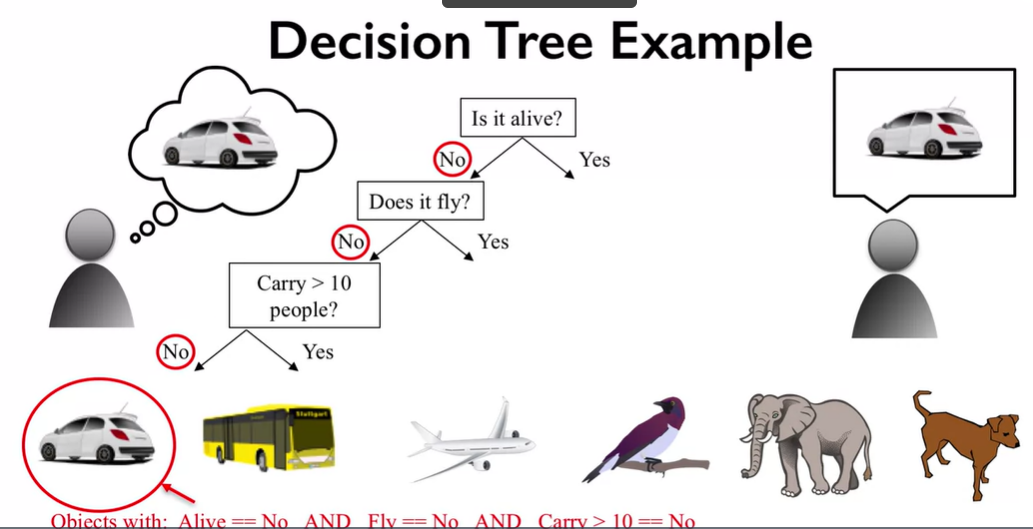 Decision Tree Example
Is it alive?
No
Yes
Does it fly?
No
Yes
Carry > 10
people?
No
Yes
Stuttgart
Objects with: Alive == No AND Fly == No AND Carry > 10 == No